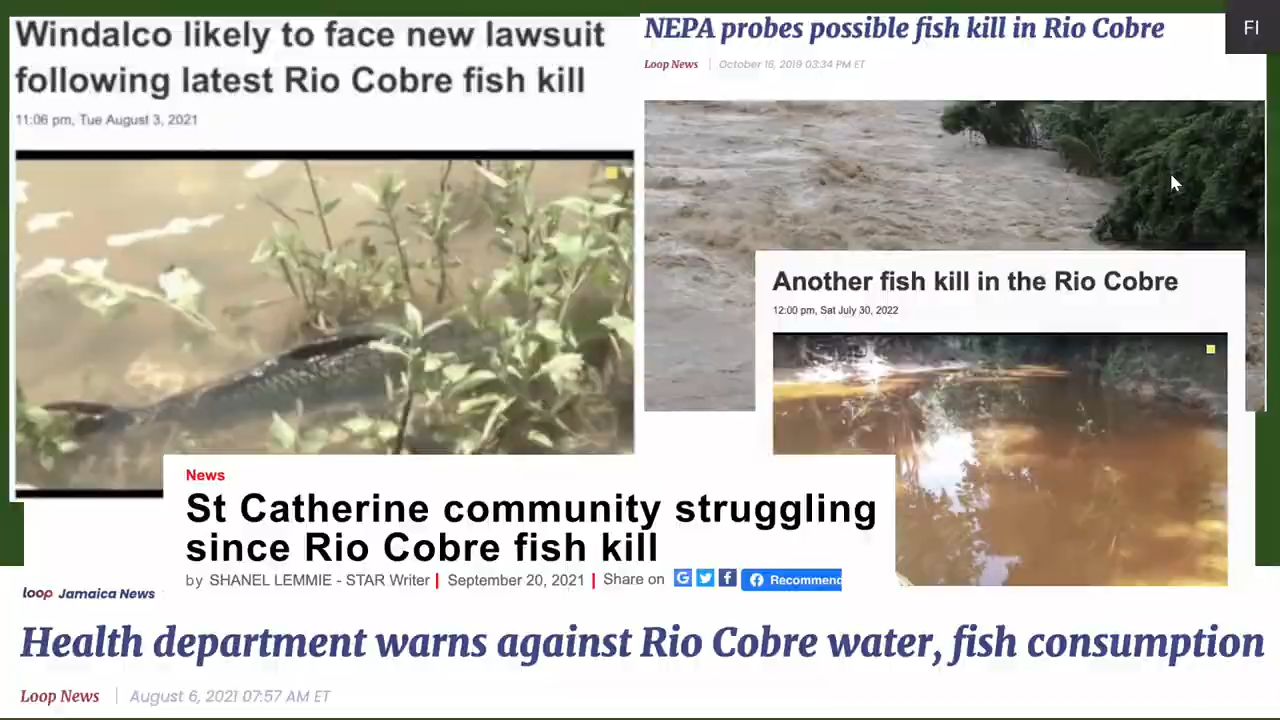 Windalco likely to face new lawsuit
following latest Rio Cobre fish kill
11:06 pm, Tue August 3, 2021
NEPA probes possible fish kill in Rio Cobre
Loop News | October 16, 2019 03:34 PM ET
FI
Another fish kill in the Rio Cobre
12:00 pm, Sat July 30, 2022
News
St Catherine community struggling
since Rio Cobre fish kill
by SHANEL LEMMIE - STAR Writer | September 20, 2021 | Share on Recommend
loop Jamaica News
Health department warns against Rio Cobre water, fish consumption
Loop News | August 6, 2021 07:57 AM ET